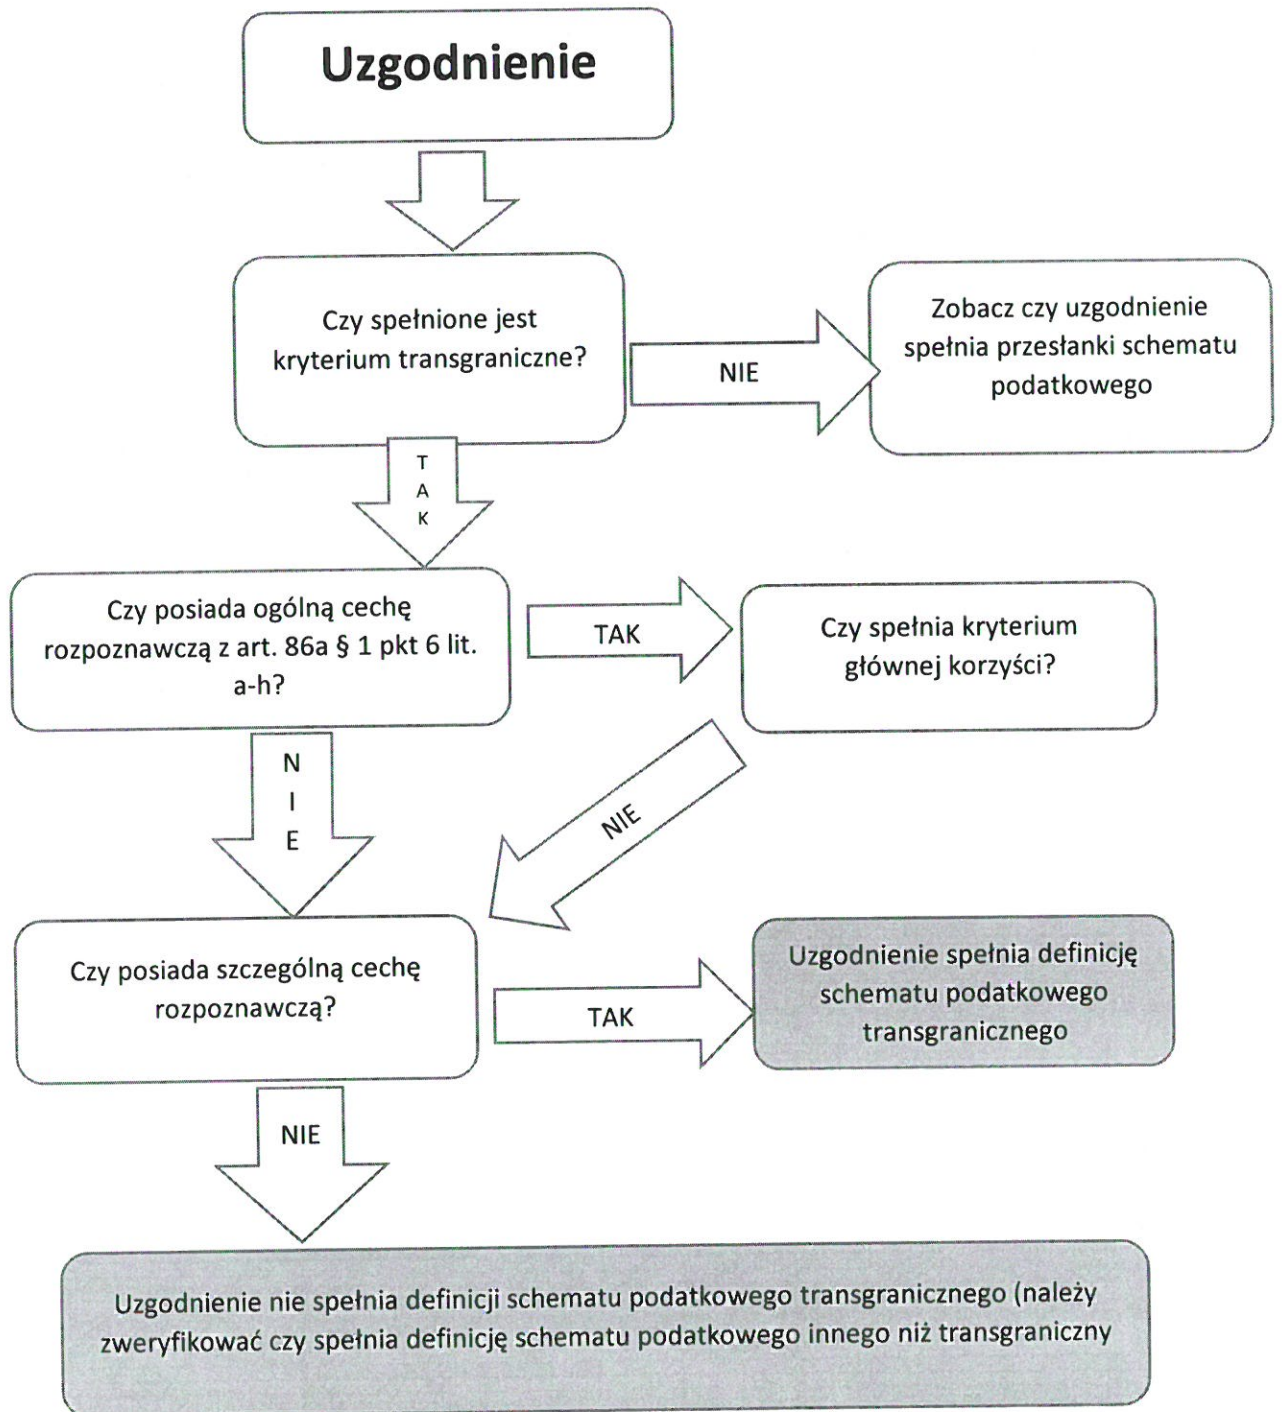 Uzgodnienie
Czy spełnione jest
kryterium transgraniczne?
NIE
Zobacz czy uzgodnienie
spełnia przesłanki schematu
podatkowego
T
A
K
Czy posiada ogólną cechę
rozpoznawczą z art. 86a § 1 pkt 6 lit.
a-h?
TAK
Czy spełnia kryterium
głównej korzyści?
N
I
E
NIE
Czy posiada szczególną cechę
rozpoznawczą?
TAK
Uzgodnienie spełnia definicję
schematu podatkowego
transgranicznego
NIE
Uzgodnienie nie spełnia definicji schematu podatkowego transgranicznego (należy
zweryfikować czy spełnia definicję schematu podatkowego innego niż transgraniczny